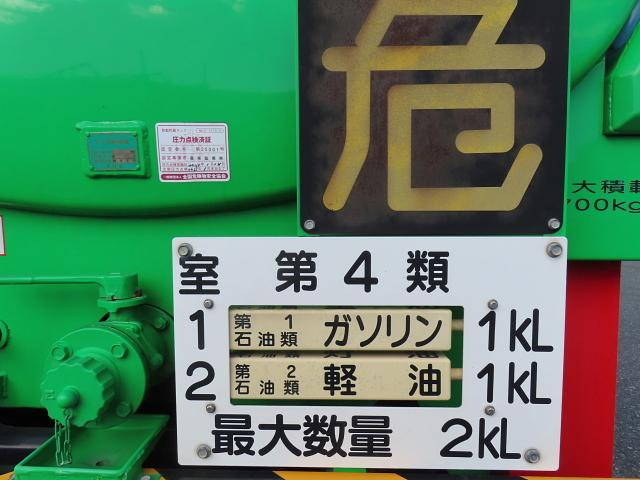 危
圧力点検済証
大積載
700kg
室 第4類
1 第1石油類 ガソリン 1KL
2 第2石油類 軽油 1KL
最大数量 2KL